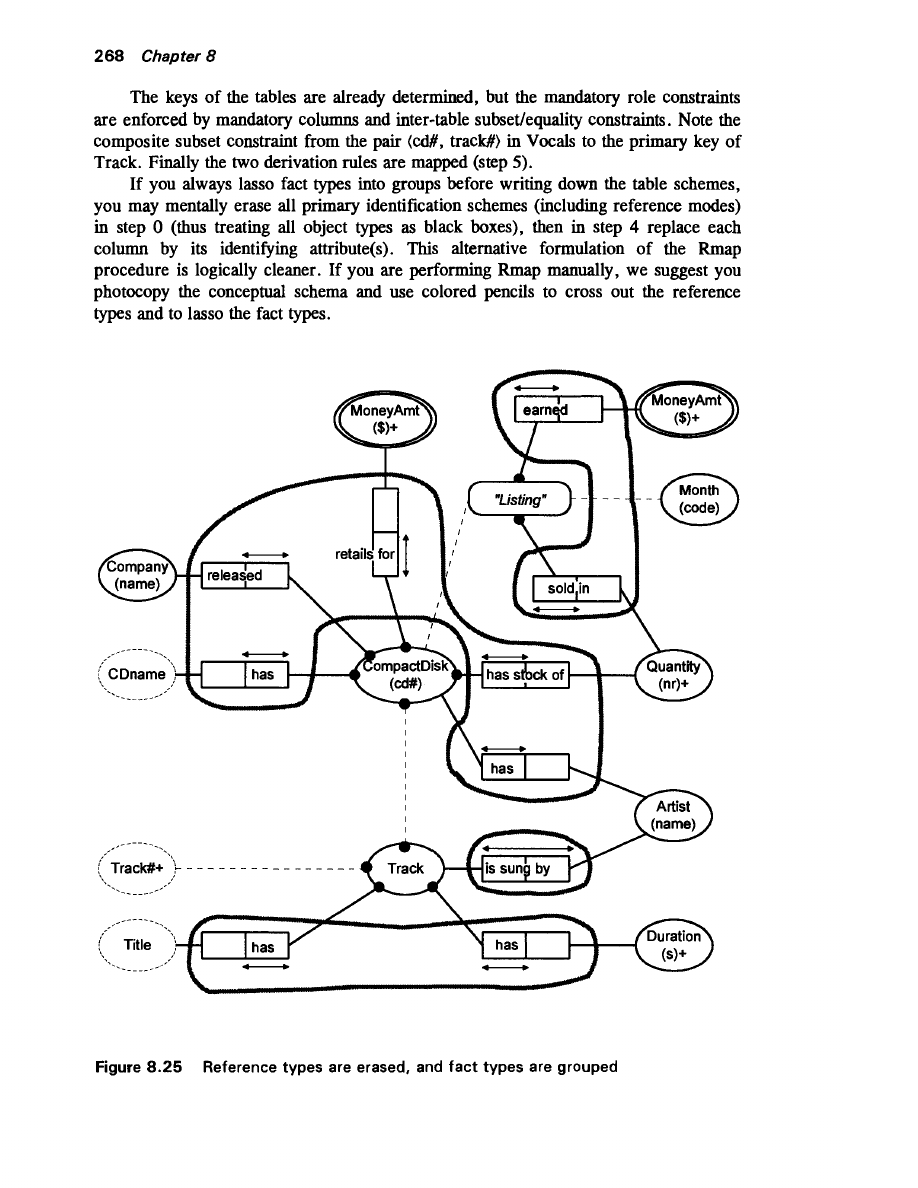 268 Chapter 8
The keys of the tables are already determined, but the mandatory role constraints
are enforced by mandatory columns and inter-table subset/equality constraints. Note the
composite subset constraint from the pair ⟨cd#, track#⟩ in Vocals to the primary key of
Track. Finally the two derivation rules are mapped (step 5).
If you always lasso fact types into groups before writing down the table schemes,
you may mentally erase all primary identification schemes (including reference modes)
in step 0 (thus treating all object types as black boxes), then in step 4 replace each
column by its identifying attribute(s). This alternative formulation of the Rmap
procedure is logically cleaner. If you are performing Rmap manually, we suggest you
photocopy the conceptual schema and use colored pencils to cross out the reference
types and to lasso the fact types.
MoneyAmt
($)+
earned
MoneyAmt
($)+
"Listing"
Month
(code)
retails for
Company
(name)
released
sold in
CDname
has
CompactDisk
(cd#)
has stock of
Quantity
(nr)+
has
Artist
(name)
Track#+
Track
is sung by
Title
has
has
Duration
(s)+
Figure 8.25 Reference types are erased, and fact types are grouped